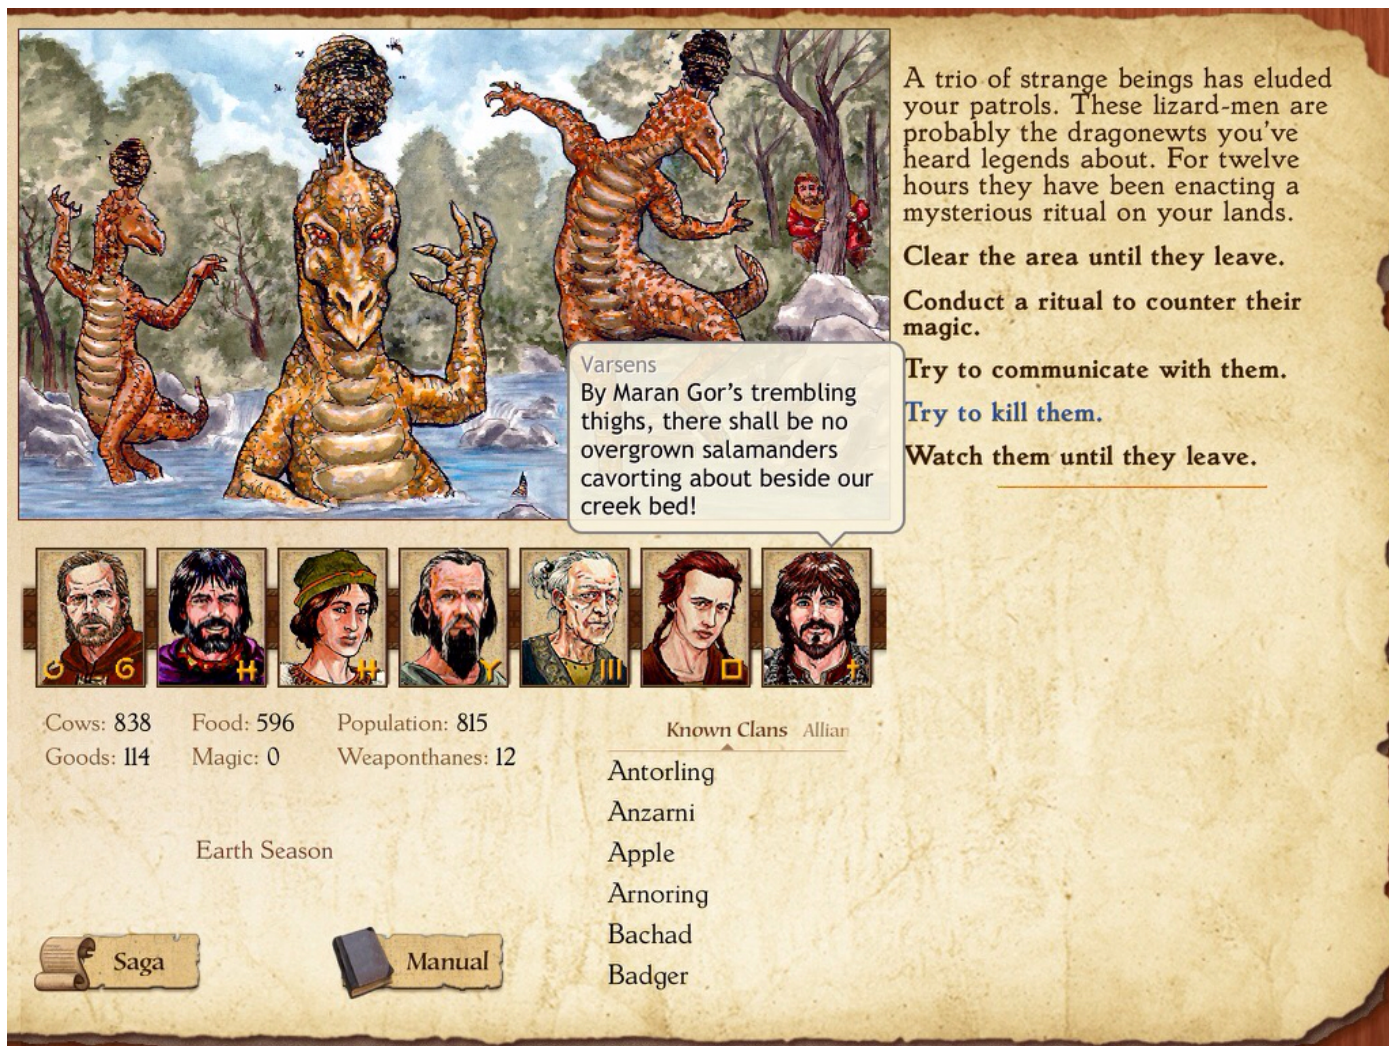 A trio of strange beings has eluded
your patrols. These lizard-men are
probably the dragonewts you've
heard legends about. For twelve
hours they have been enacting a
mysterious ritual on your lands.
Clear the area until they leave.
Conduct a ritual to counter their
magic.
Try to communicate with them.
Try to kill them.
Watch them until they leave.
Varsens
By Maran Gor's trembling
thighs, there shall be no
overgrown salamanders
cavorting about beside our
creek bed!
Cows: 838 Food: 596 Population: 815
Goods: 114 Magic: 0 Weaponthanes: 12
Earth Season
Saga
Manual
Known Clans Allian
Antorling
Anzarni
Apple
Arnoring
Bachad
Badger